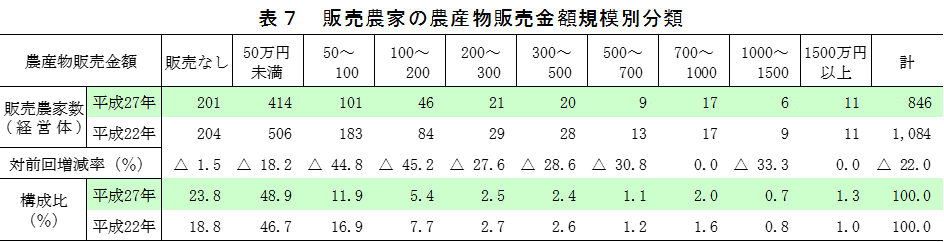 表７ 販売農家の農産物販売金額規模別分類
農産物販売金額 販売なし 50万円未満 50～100 100～200 200～300 300～500 500～700 700～1000 1000～1500 1500万円以上 計
販売農家数（経営体） 平成27年 201 414 101 46 21 20 9 17 6 11 846
平成22年 204 506 183 84 29 28 13 17 9 11 1,084
対前回増減率（%） △ 1.5 △ 18.2 △ 44.8 △ 45.2 △ 27.6 △ 28.6 △ 30.8 0.0 △ 33.3 0.0 △ 22.0
構成比（%） 平成27年 23.8 48.9 11.9 5.4 2.5 2.4 1.1 2.0 0.7 1.3 100.0
平成22年 18.8 46.7 16.9 7.7 2.7 2.6 1.2 1.6 0.8 1.0 100.0